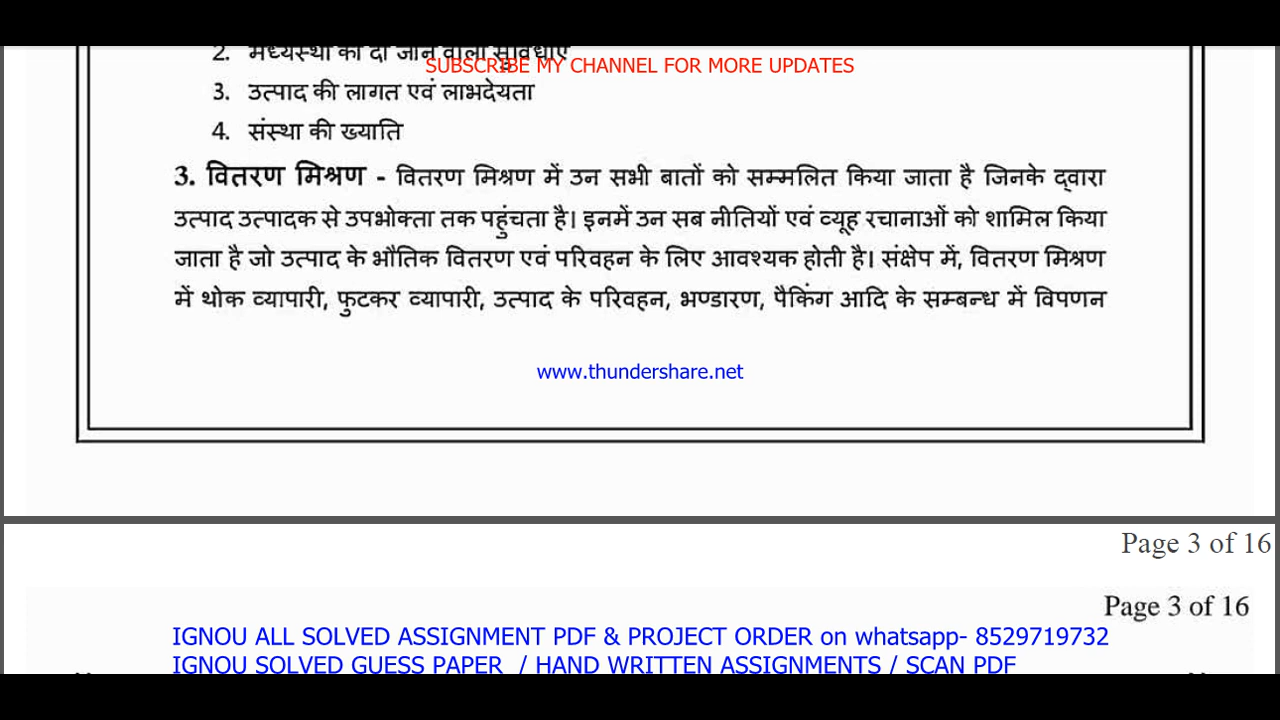 2. मध्यस्थों को दी जाने वाली सुविधाएँ
SUBSCRIBE MY CHANNEL FOR MORE UPDATES
3. उत्पाद की लागत एवं लाभदेयता
4. संस्था की ख्याति
3. वितरण मिश्रण - वितरण मिश्रण में उन सभी बातों को सम्मलित किया जाता है जिनके द्वारा
उत्पाद उत्पादक से उपभोक्ता तक पहुंचता है। इनमें उन सब नीतियों एवं व्यूह रचानाओं को शामिल किया
जाता है जो उत्पाद के भौतिक वितरण एवं परिवहन के लिए आवश्यक होती है। संक्षेप में, वितरण मिश्रण
में थोक व्यापारी, फुटकर व्यापारी, उत्पाद के परिवहन, भण्डारण, पैकिंग आदि के सम्बन्ध में विपणन
www.thundershare.net
Page 3 of 16
Page 3 of 16
IGNOU ALL SOLVED ASSIGNMENT PDF & PROJECT ORDER on whatsapp- 8529719732
IGNOU SOLVED GUESS PAPER / HAND WRITTEN ASSIGNMENTS / SCAN PDF